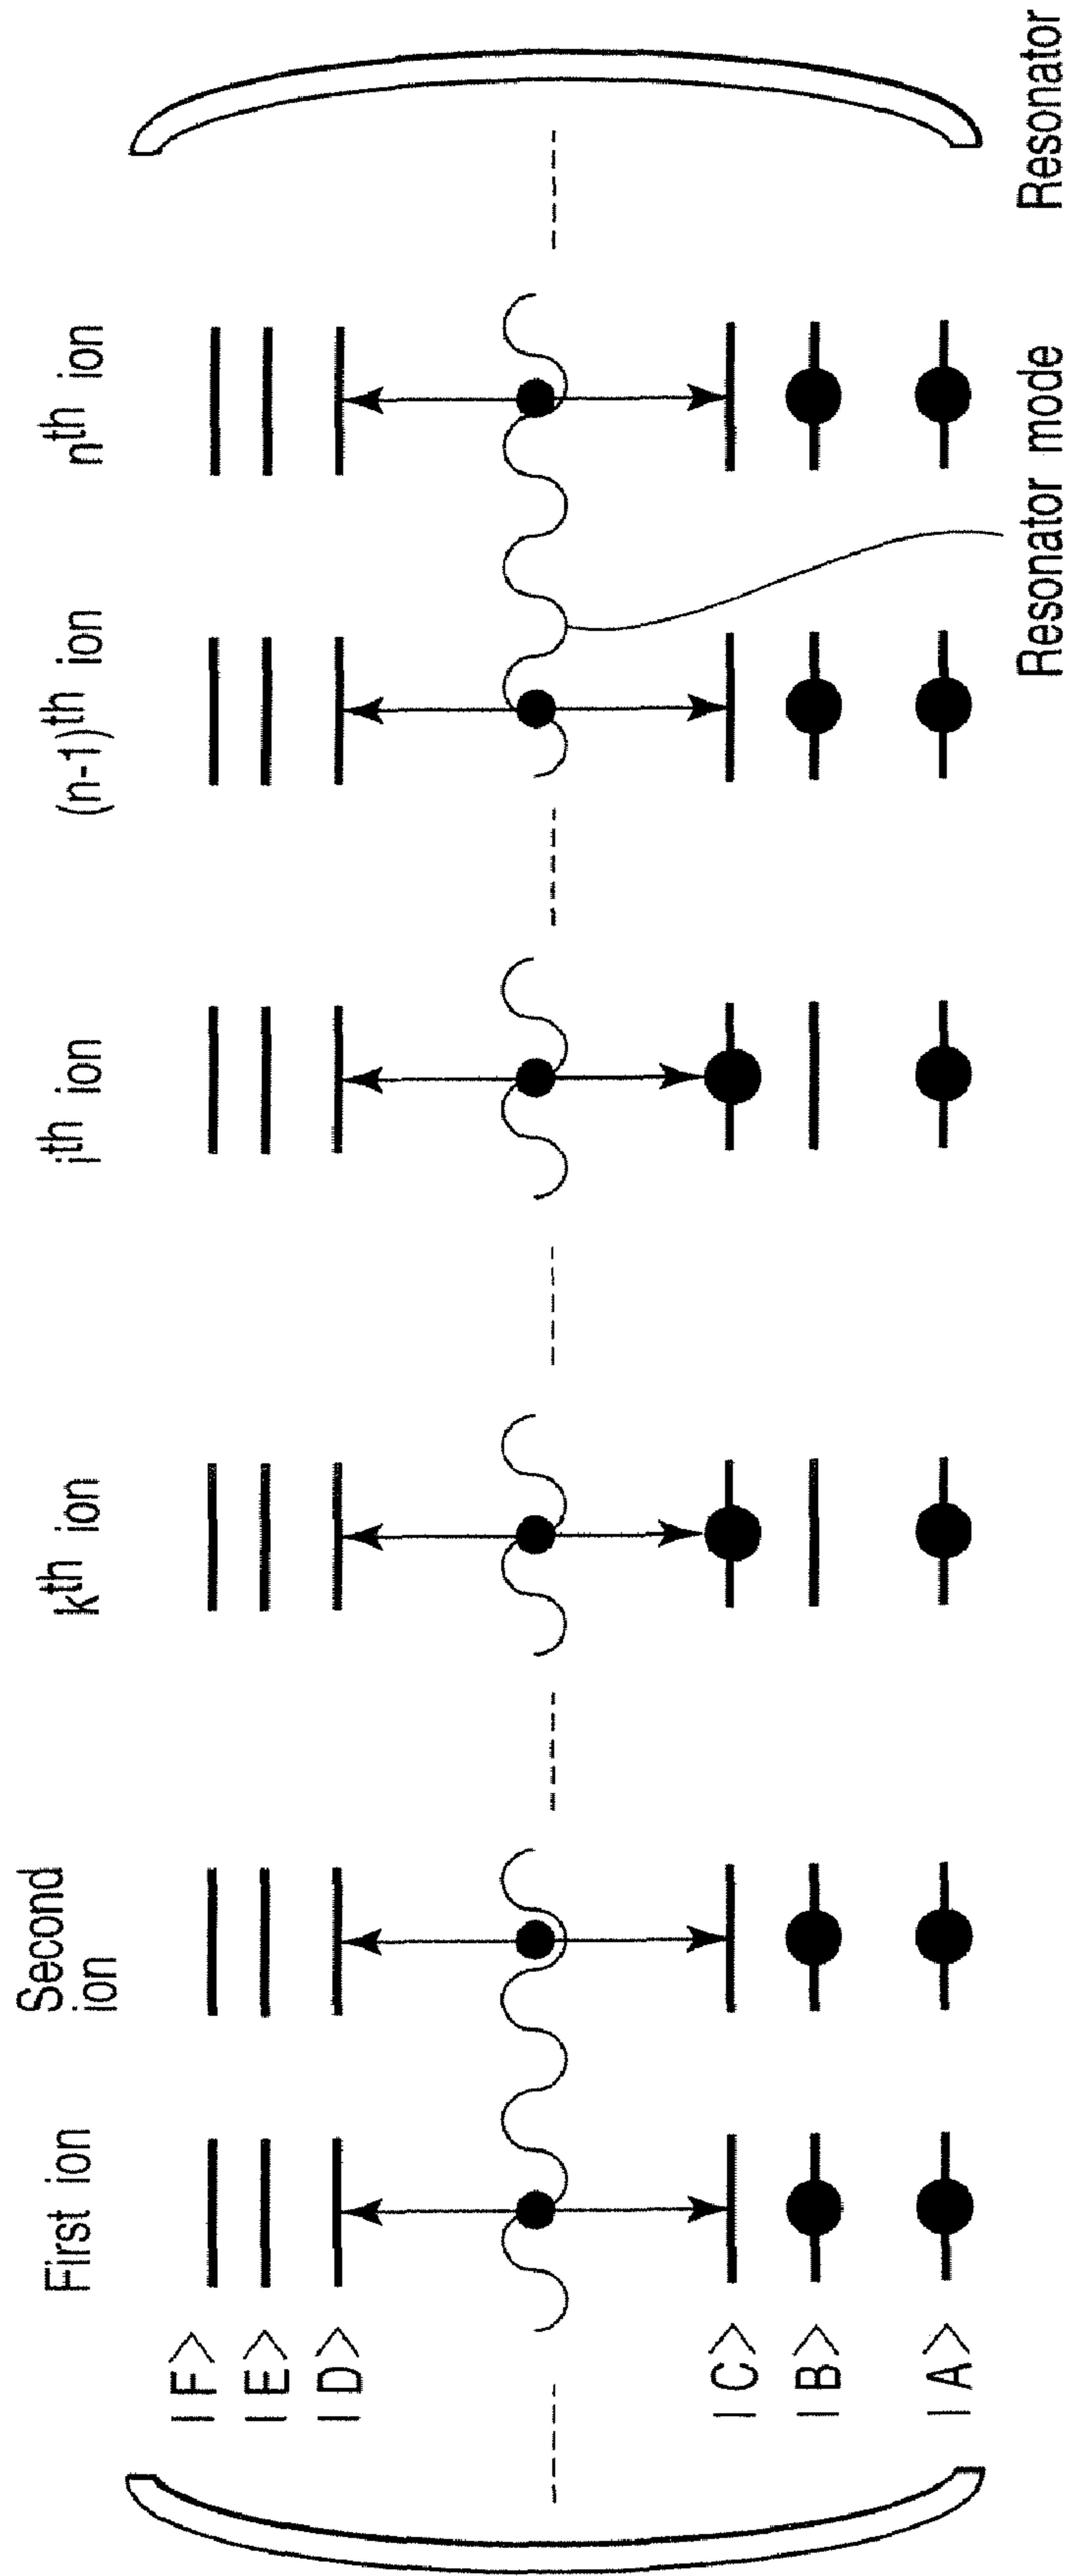 First ion
Second
ion
kth ion
ith ion
(n-1)th ion
nth ion
|F>
|E>
|D>
|C>
|B>
|A>
Resonator mode
Resonator